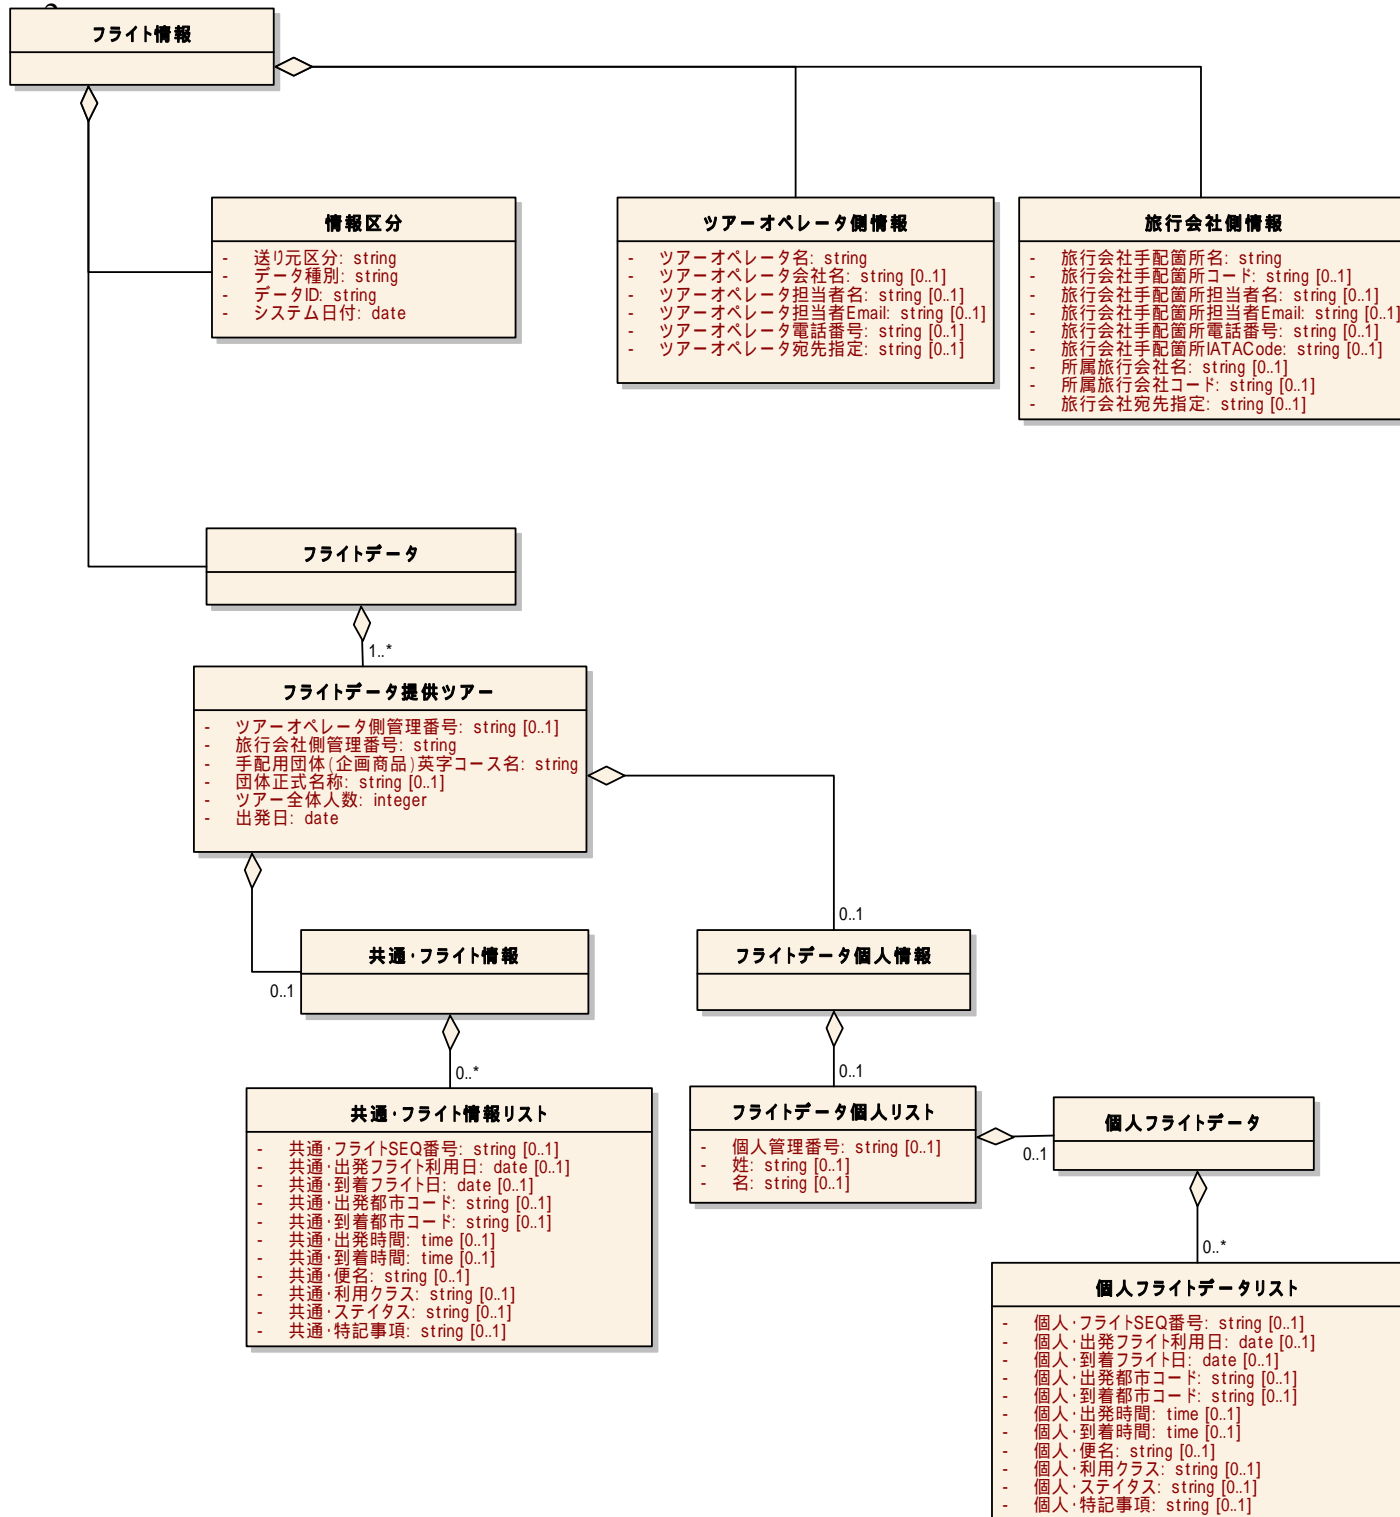 フライト情報
情報区分
- 送り元区分: string
- データ種別: string
- データID: string
- システム日付: date
ツアーオペレータ側情報
- ツアーオペレータ名: string
- ツアーオペレータ会社名: string [0..1]
- ツアーオペレータ担当者名: string [0..1]
- ツアーオペレータ担当者Email: string [0..1]
- ツアーオペレータ電話番号: string [0..1]
- ツアーオペレータ宛先指定: string [0..1]
旅行会社側情報
- 旅行会社手配箇所名: string
- 旅行会社手配箇所コード: string [0..1]
- 旅行会社手配箇所担当者名: string [0..1]
- 旅行会社手配箇所担当者Email: string [0..1]
- 旅行会社手配箇所電話番号: string [0..1]
- 旅行会社手配箇所IATACode: string [0..1]
- 所属旅行会社名: string [0..1]
- 所属旅行会社コード: string [0..1]
- 旅行会社宛先指定: string [0..1]
フライトデータ
1..*
フライトデータ提供ツアー
- ツアーオペレータ側管理番号: string [0..1]
- 旅行会社側管理番号: string
- 手配用団体(企画商品)英字コース名: string
- 団体正式名称: string [0..1]
- ツアー全体人数: integer
- 出発日: date
0..1
共通・フライト情報
0..*
共通・フライト情報リスト
- 共通・フライトSEQ番号: string [0..1]
- 共通・出発フライト利用日: date [0..1]
- 共通・到着フライト日: date [0..1]
- 共通・出発都市コード: string [0..1]
- 共通・到着都市コード: string [0..1]
- 共通・出発時間: time [0..1]
- 共通・到着時間: time [0..1]
- 共通・便名: string [0..1]
- 共通・利用クラス: string [0..1]
- 共通・ステイタス: string [0..1]
- 共通・特記事項: string [0..1]
0..1
フライトデータ個人情報
0..1
フライトデータ個人リスト
- 個人管理番号: string [0..1]
- 姓: string [0..1]
- 名: string [0..1]
0..1
個人フライトデータ
0..*
個人フライトデータリスト
- 個人・フライトSEQ番号: string [0..1]
- 個人・出発フライト利用日: date [0..1]
- 個人・到着フライト日: date [0..1]
- 個人・出発都市コード: string [0..1]
- 個人・到着都市コード: string [0..1]
- 個人・出発時間: time [0..1]
- 個人・到着時間: time [0..1]
- 個人・便名: string [0..1]
- 個人・利用クラス: string [0..1]
- 個人・ステイタス: string [0..1]
- 個人・特記事項: string [0..1]